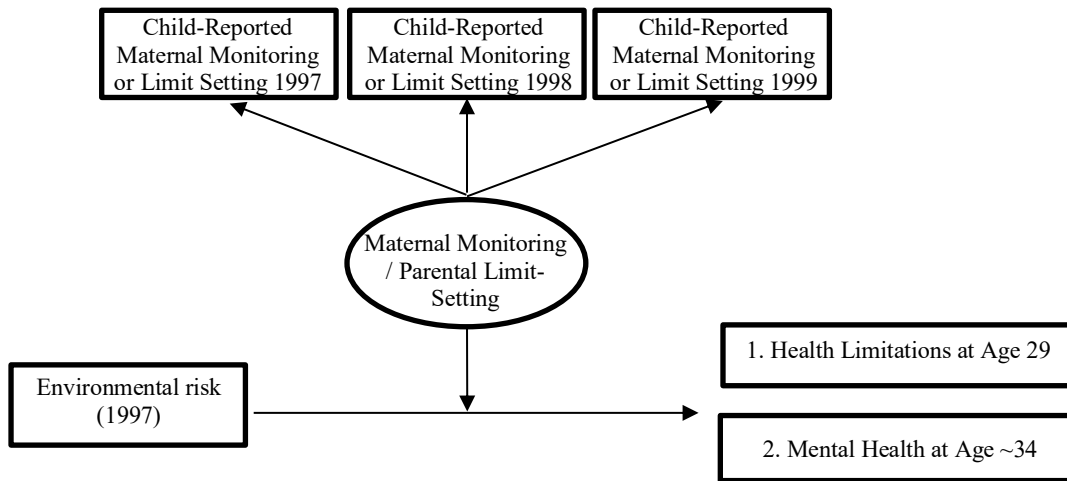 Child-Reported
Maternal Monitoring
or Limit Setting 1997
Child-Reported
Maternal Monitoring
or Limit Setting 1998
Child-Reported
Maternal Monitoring
or Limit Setting 1999
Maternal Monitoring
/ Parental Limit-
Setting
Environmental risk
(1997)
1. Health Limitations at Age 29
2. Mental Health at Age ~34